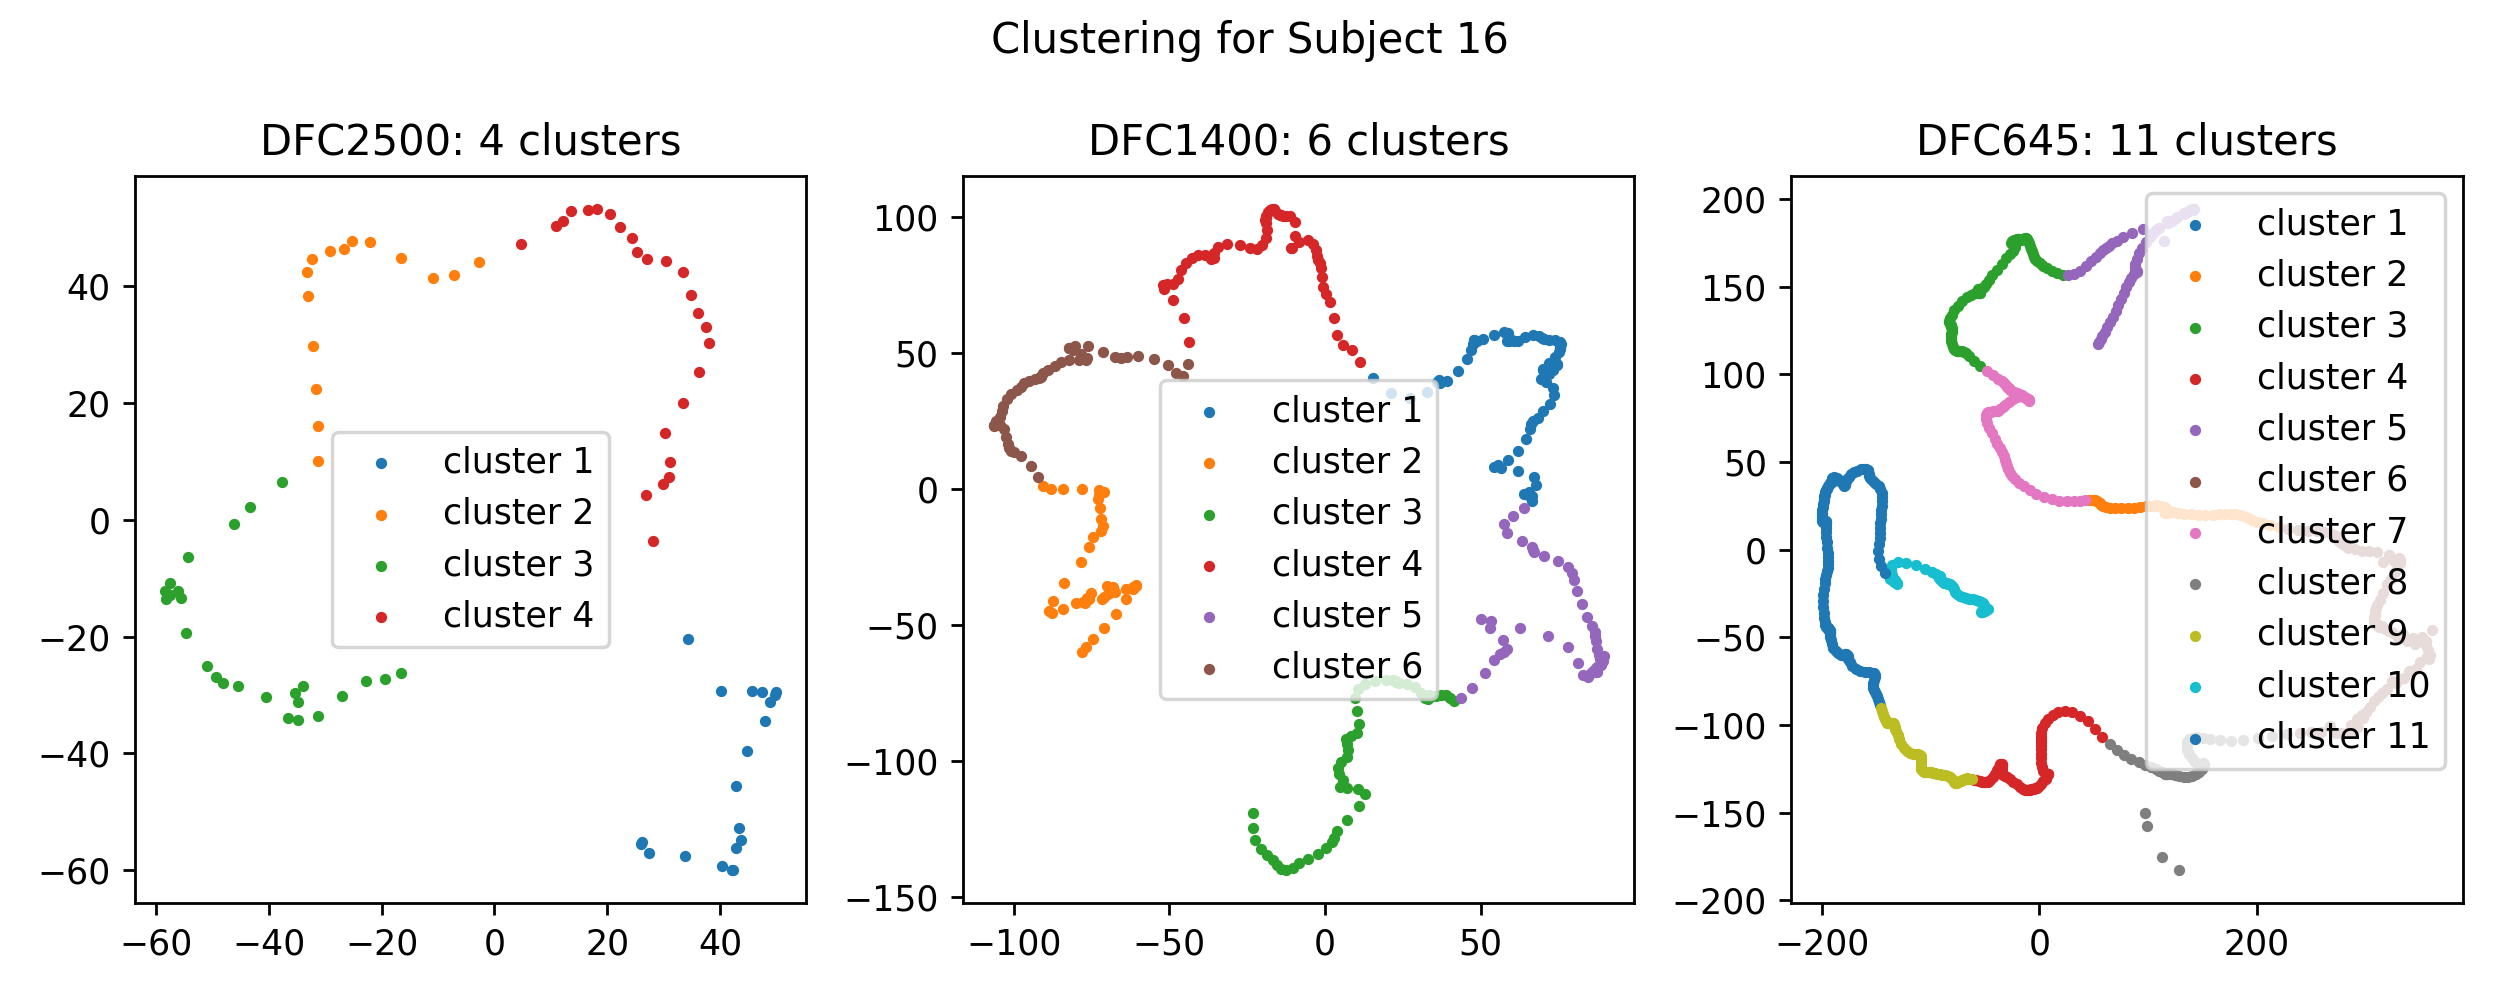 Clustering for Subject 16
DFC2500: 4 clusters
40
20
0
−20
−40
−60
−60 −40 −20 0 20 40
cluster 1
cluster 2
cluster 3
cluster 4
DFC1400: 6 clusters
100
50
0
−50
−100
−150
−100 −50 0 50
cluster 1
cluster 2
cluster 3
cluster 4
cluster 5
cluster 6
DFC645: 11 clusters
200
150
100
50
0
−50
−100
−150
−200
−200 0 200
cluster 1
cluster 2
cluster 3
cluster 4
cluster 5
cluster 6
cluster 7
cluster 8
cluster 9
cluster 10
cluster 11